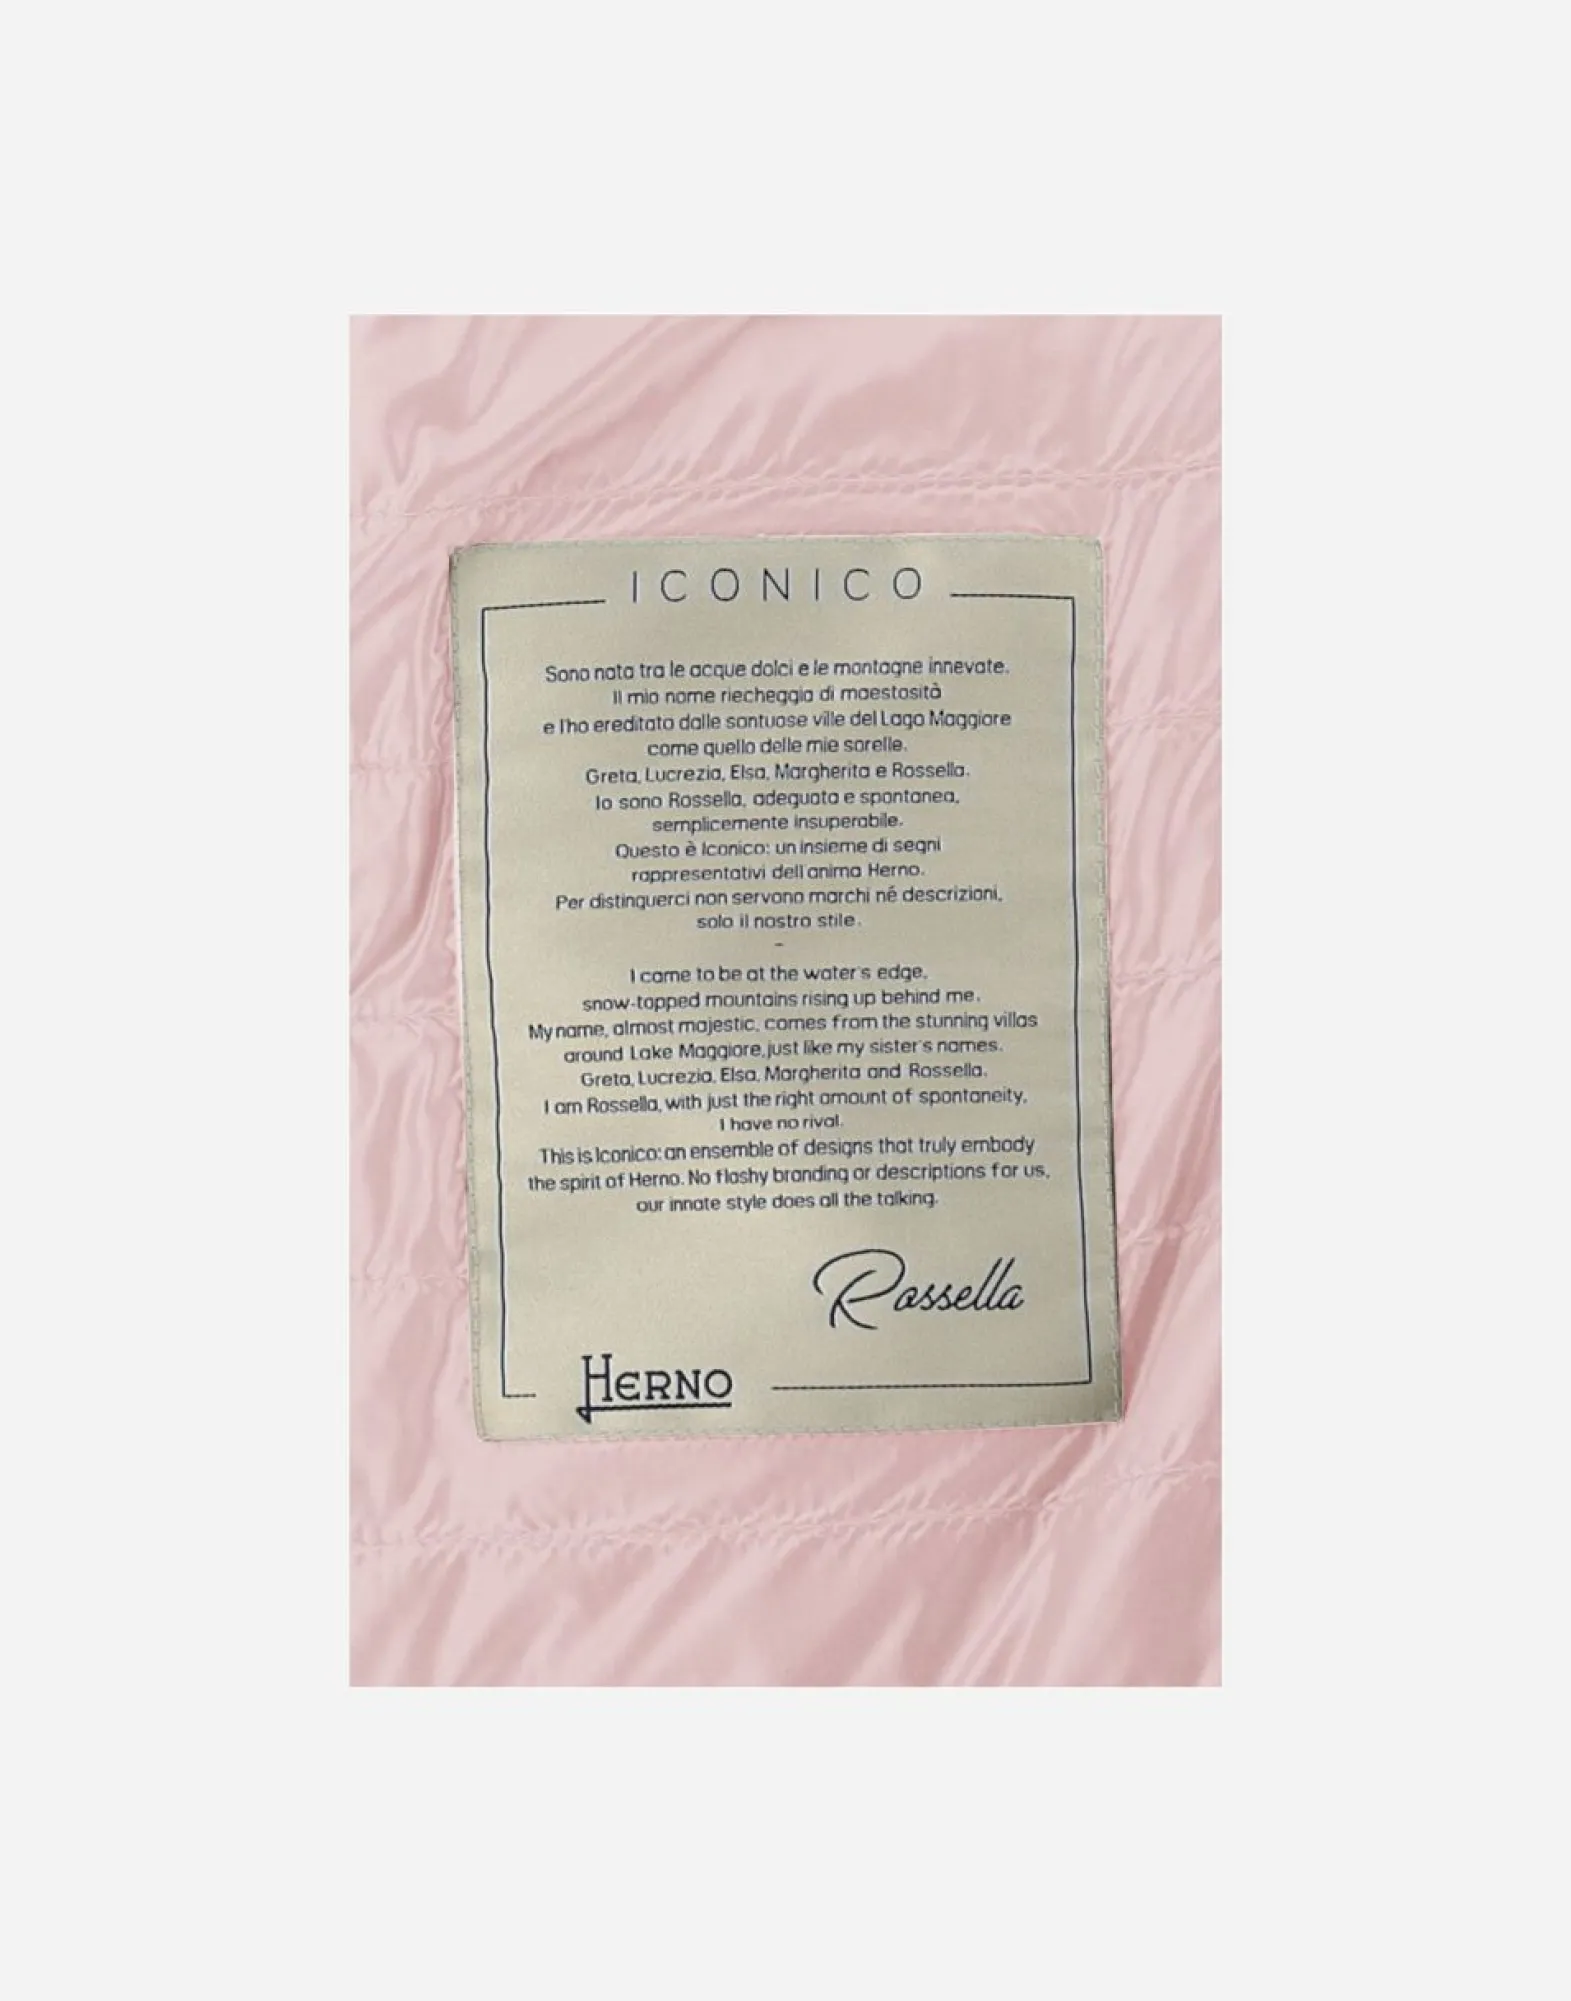 ICONICO
Sono nata tra le acque dolci e le montagne innevate.
Il mio nome riecheggia di maestosità
e l'ho ereditato dalle sontuose ville del Lago Maggiore
come quello delle mie sorelle.
Greta, Lucrezia, Elsa, Margherita e Rossella.
Io sono Rossella, adeguata e spontanea,
semplicemente insuperabile.
Questo è Iconico: un insieme di segni
rappresentativi dell'anima Herno.
Per distinguerci non servono marchi né descrizioni,
solo il nostro stile.
-
I came to be at the water's edge,
snow-topped mountains rising up behind me.
My name, almost majestic, comes from the stunning villas
around Lake Maggiore, just like my sister's names.
Greta, Lucrezia, Elsa, Margherita and Rossella.
I am Rossella, with just the right amount of spontaneity,
I have no rival.
This is Iconico: an ensemble of designs that truly embody
the spirit of Herno. No flashy branding or descriptions for us,
our innate style does all the talking.
Rossella
HERNO